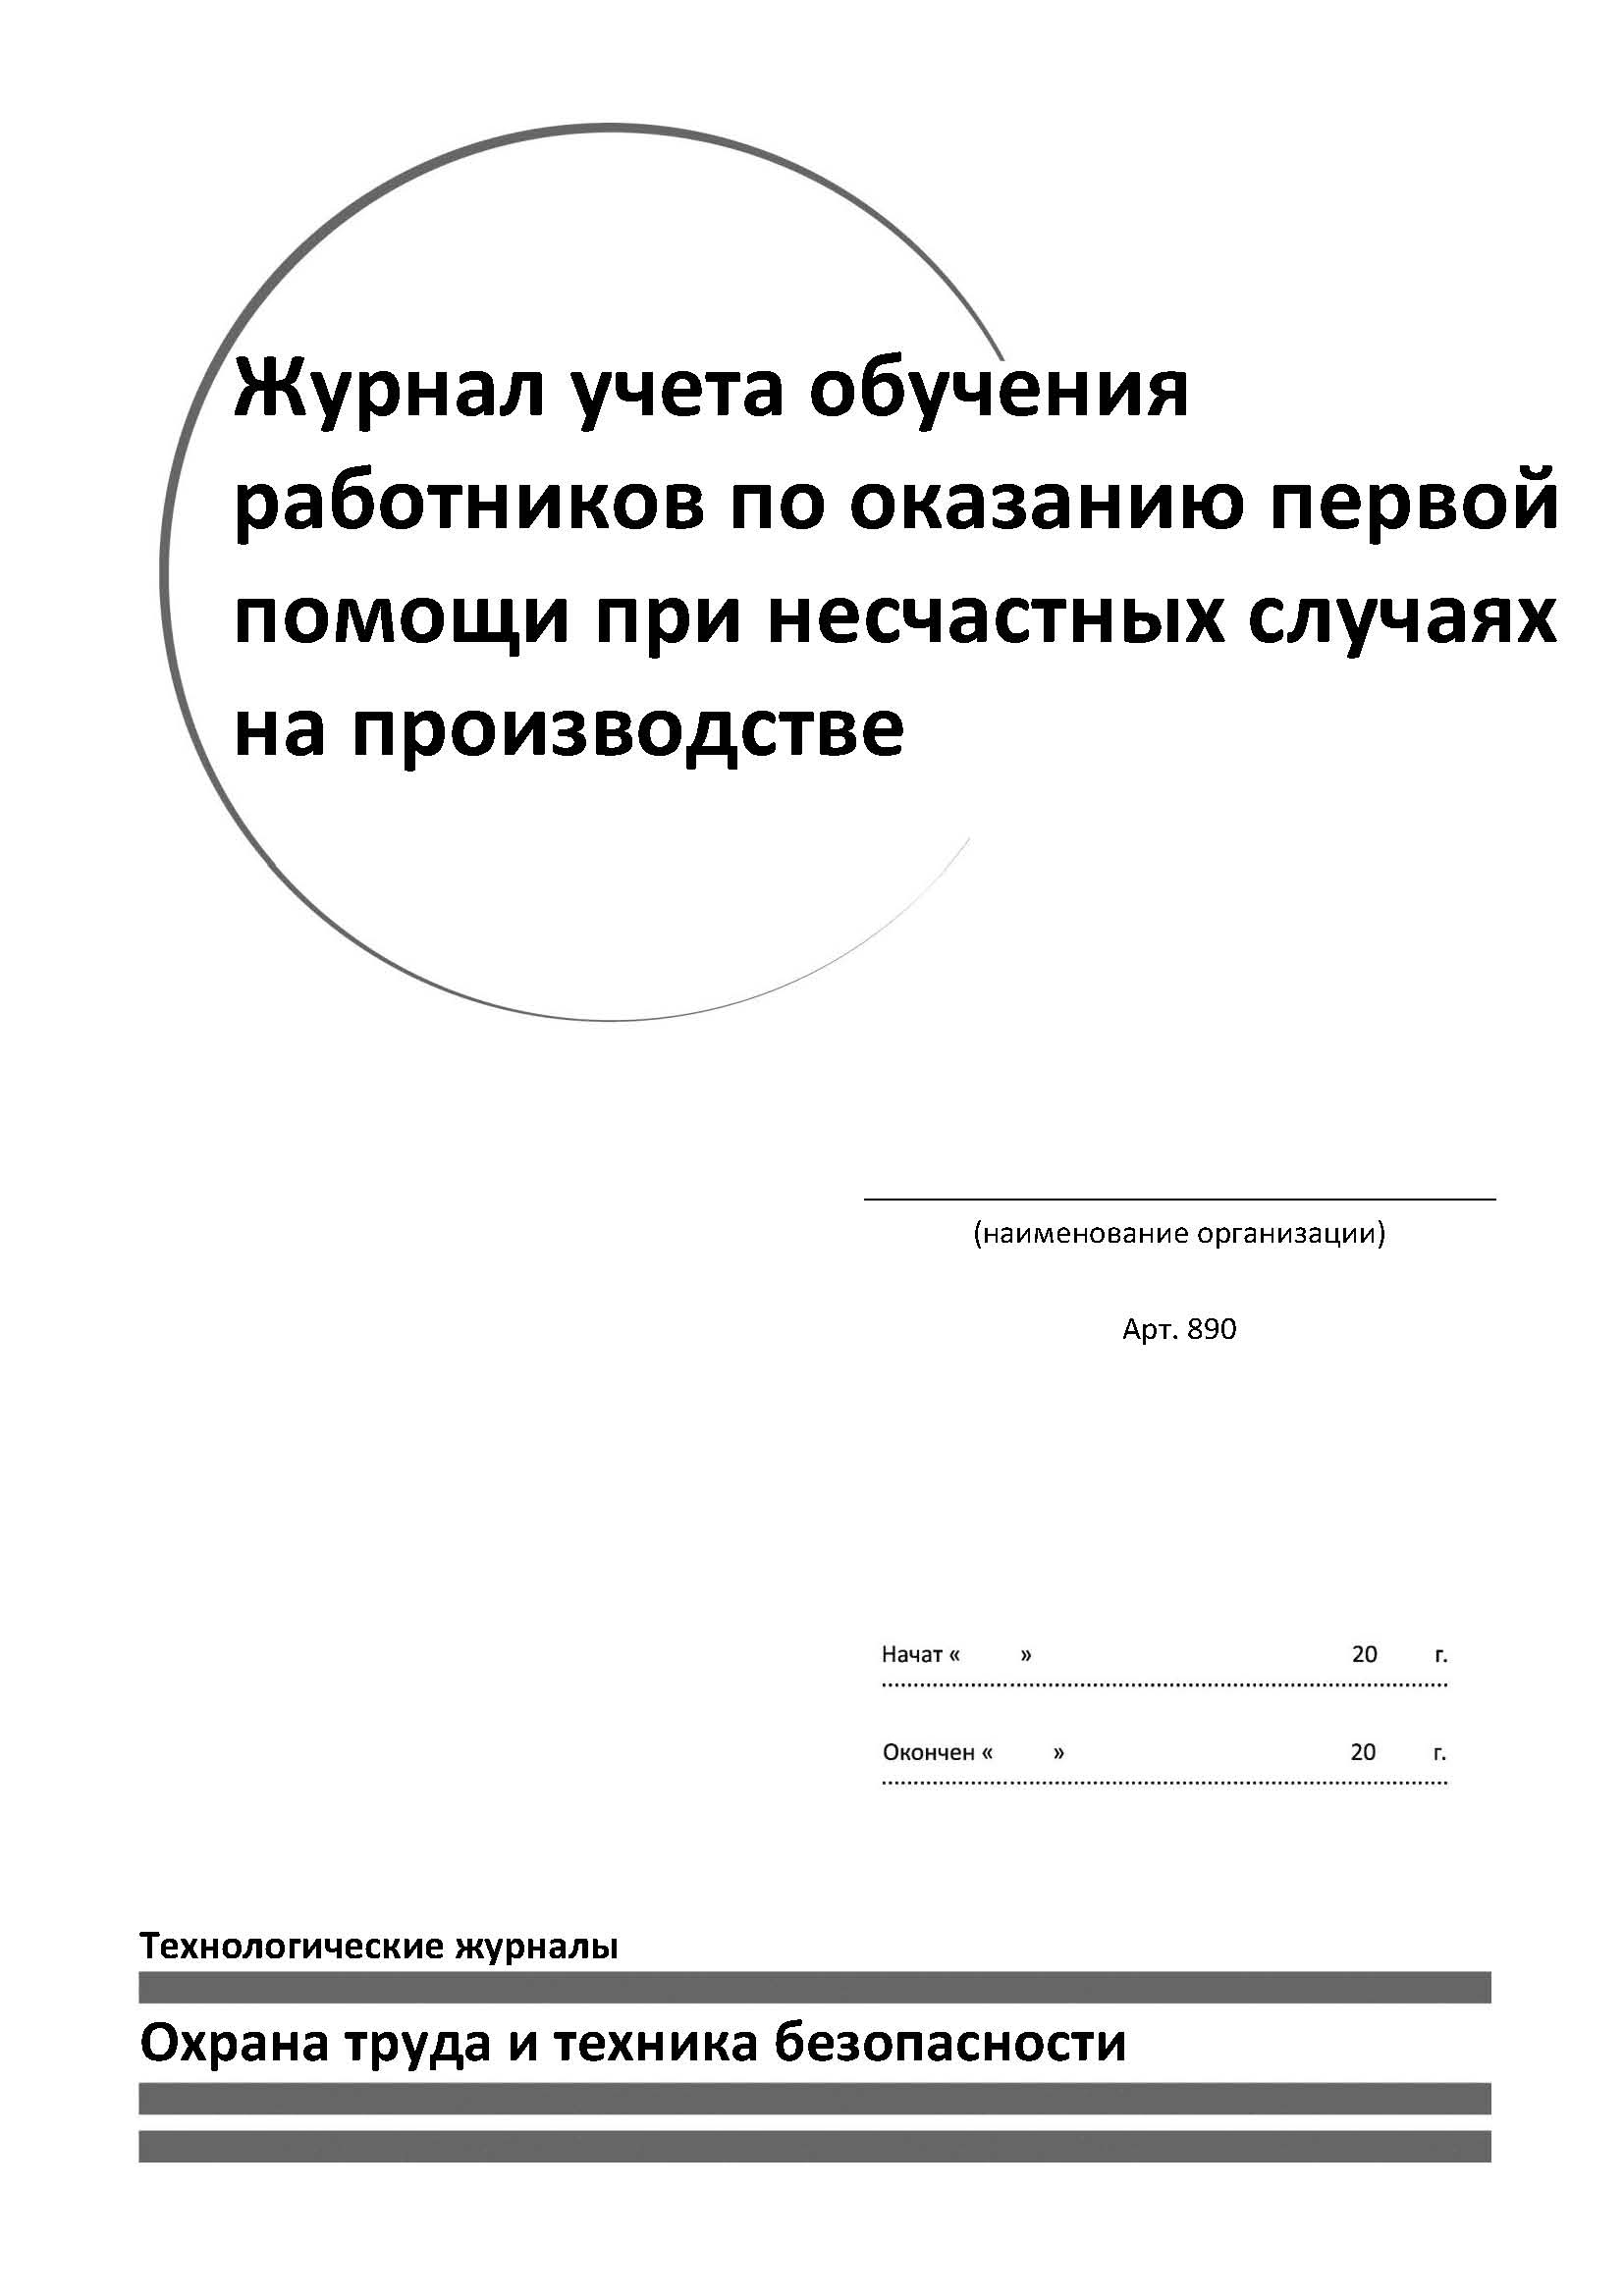 Журнал учета обучения
работников по оказанию первой
помощи при несчастных случаях
на производстве
(наименование организации)
Арт. 890
Начат « » 20 г.
Окончен « » 20 г.
Технологические журналы
Охрана труда и техника безопасности